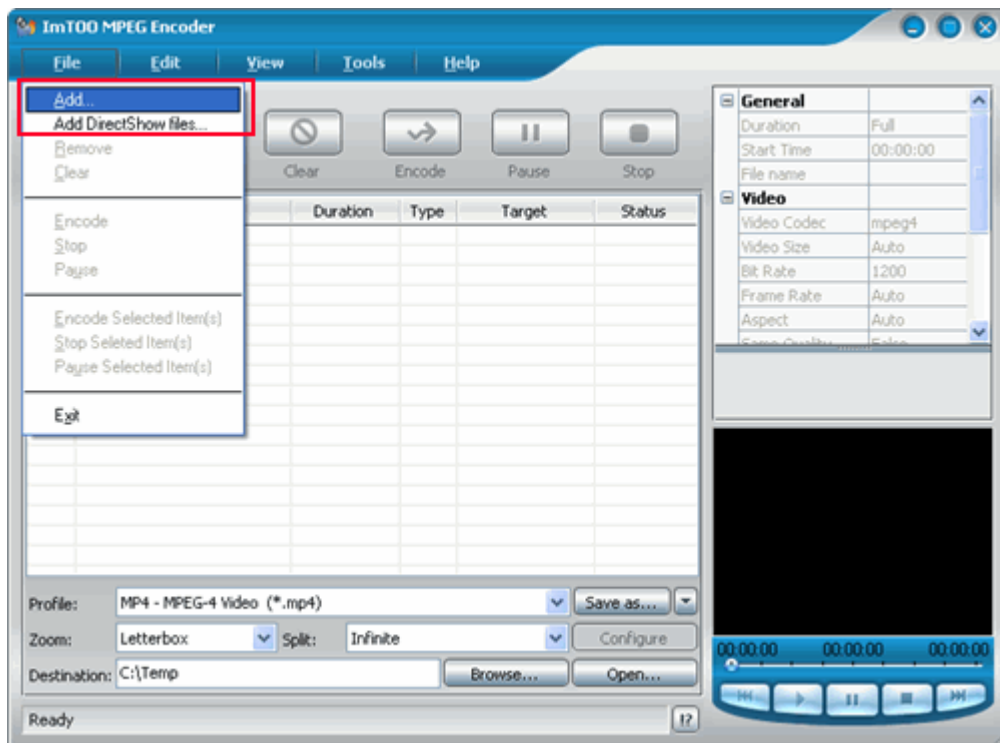 ImTOO MPEG Encoder
File Edit View Tools Help
Add...
Add DirectShow files...
Remove
Clear
Encode
Stop
Pause
Encode Selected Item(s)
Stop Seleted Item(s)
Pause Selected Item(s)
Exit
Clear Encode Pause Stop
Duration Type Target Status
General
Duration Full
Start Time 00:00:00
File name
Video
Video Codec mpeg4
Video Size Auto
Bit Rate 1200
Frame Rate Auto
Aspect Auto
Profile: MP4 - MPEG-4 Video (*.mp4) Save as...
Zoom: Letterbox Split: Infinite Configure
Destination: C:\Temp Browse... Open...
00:00:00 00:00:00 00:00:00
Ready !?